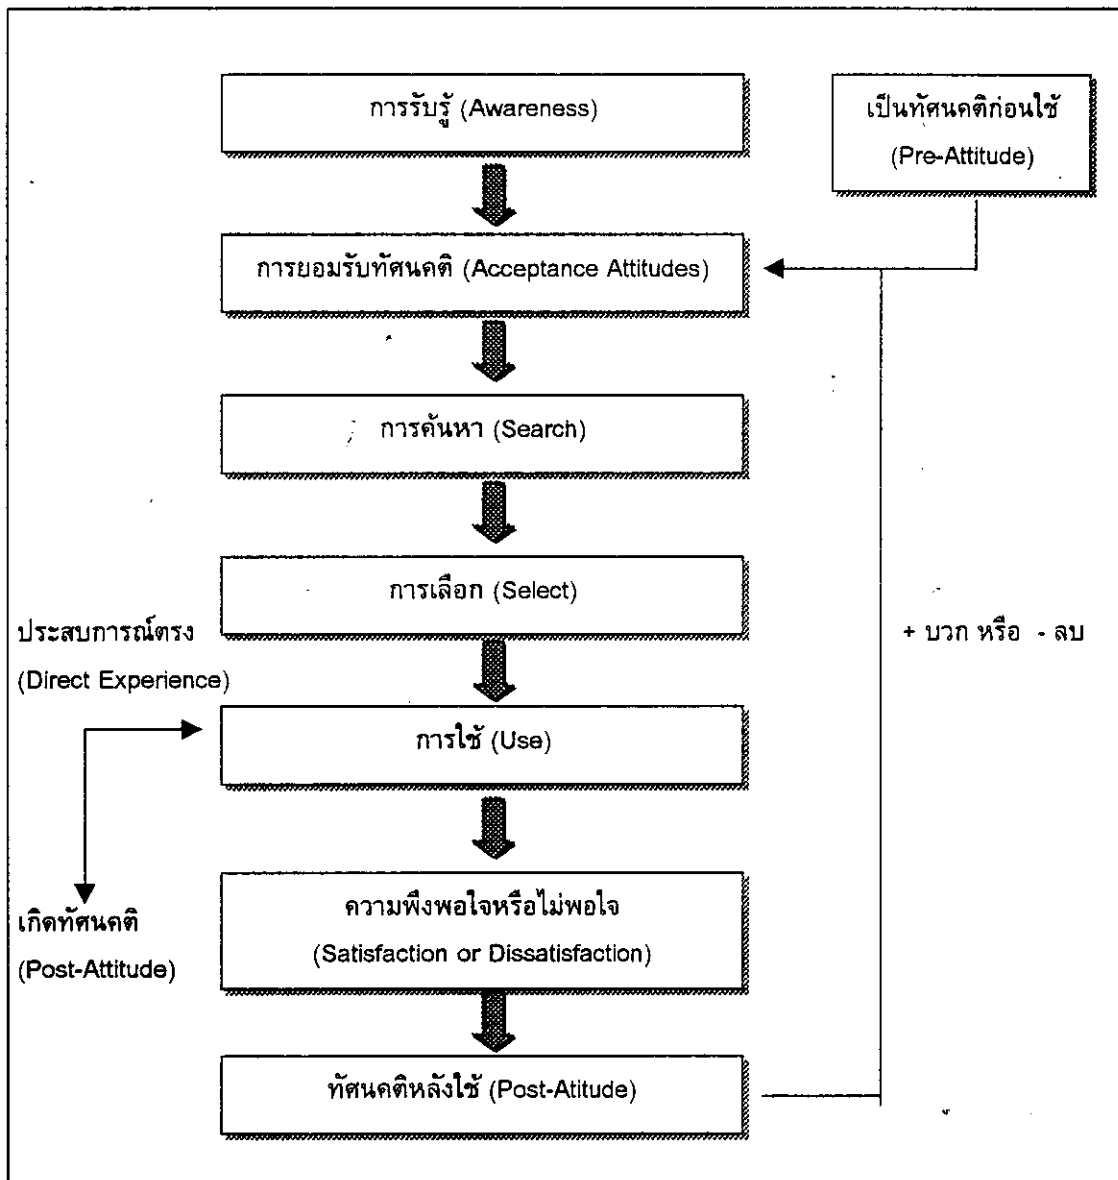 การรับรู้ (Awareness)
เป็นทัศนคติก่อนใช้
(Pre-Attitude)
การยอมรับทัศนคติ (Acceptance Attitudes)
การค้นหา (Search)
การเลือก (Select)
ประสบการณ์ตรง
(Direct Experience)
+ บวก หรือ - ลบ
การใช้ (Use)
ความพึงพอใจหรือไม่พอใจ
(Satisfaction or Dissatisfaction)
เกิดทัศนคติ
(Post-Attitude)
ทัศนคติหลังใช้ (Post-Atitude)